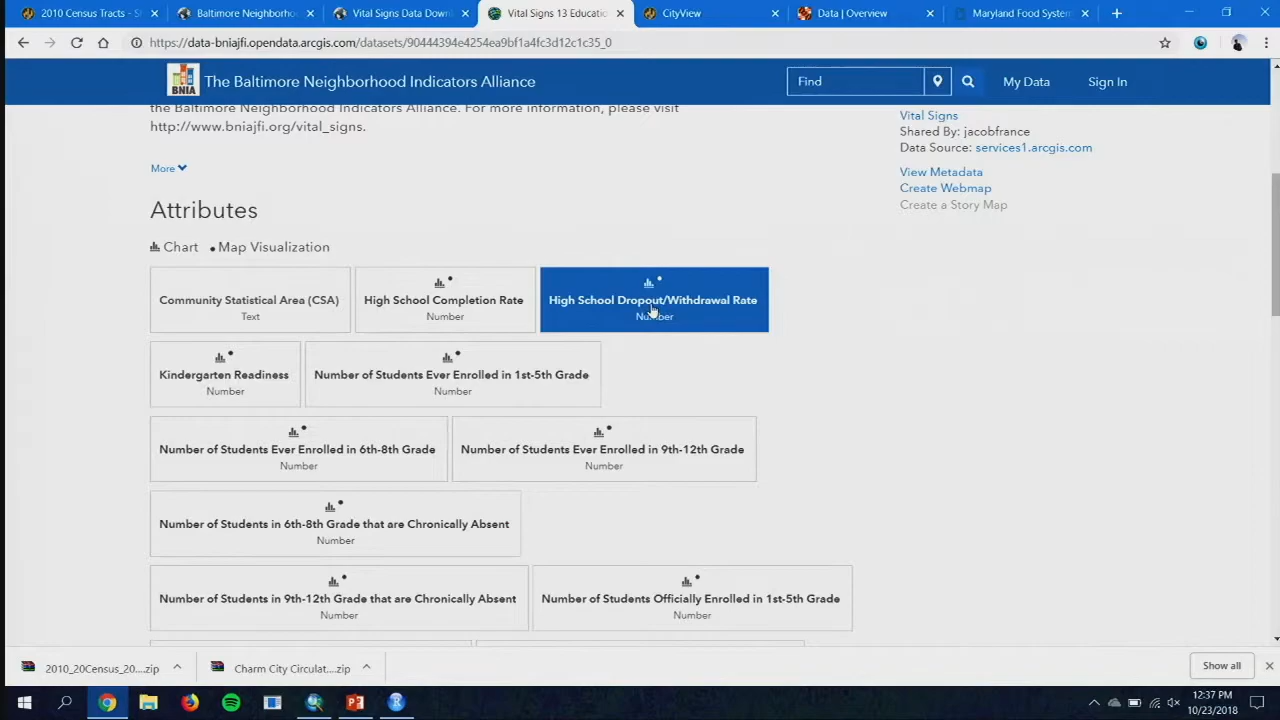 2010 Census Tracts - Sh
Baltimore Neighborho
Vital Signs Data Down
Vital Signs 13 Educatio
CityView
Data | Overview
Maryland Food System
https://data-bniajfi.opendata.arcgis.com/datasets/90444394e4254ea9bf1a4fc3d12c1c35_0
BNIA
The Baltimore Neighborhood Indicators Alliance
Find
My Data
Sign In
the Baltimore Neighborhood Indicators Alliance. For more information, please visit
http://www.bniajfi.org/vital_signs.
More
Vital Signs
Shared By: jacobfrance
Data Source: services1.arcgis.com
View Metadata
Create Webmap
Create a Story Map
Attributes
Chart
Map Visualization
Community Statistical Area (CSA)
Text
High School Completion Rate
Number
High School Dropout/Withdrawal Rate
Number
Kindergarten Readiness
Number
Number of Students Ever Enrolled in 1st-5th Grade
Number
Number of Students Ever Enrolled in 6th-8th Grade
Number
Number of Students Ever Enrolled in 9th-12th Grade
Number
Number of Students in 6th-8th Grade that are Chronically Absent
Number
Number of Students in 9th-12th Grade that are Chronically Absent
Number
Number of Students Officially Enrolled in 1st-5th Grade
Number
2010_20Census_20....zip
Charm City Circulat....zip
Show all
12:37 PM
10/23/2018